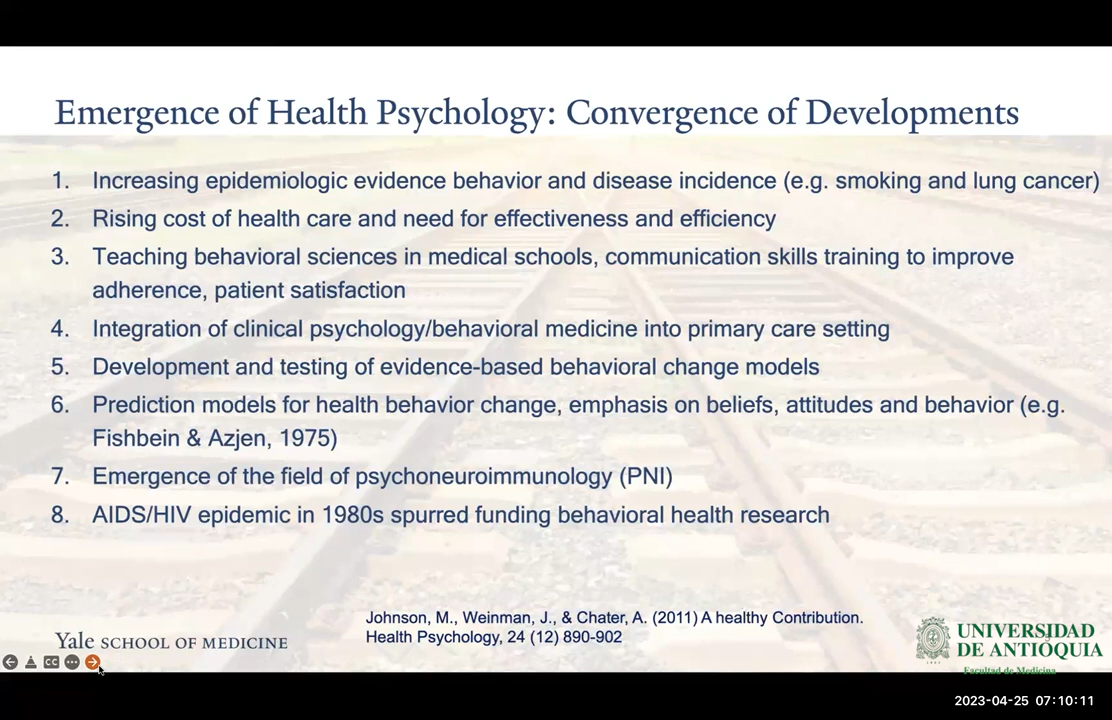 Emergence of Health Psychology: Convergence of Developments
1. Increasing epidemiologic evidence behavior and disease incidence (e.g. smoking and lung cancer)
2. Rising cost of health care and need for effectiveness and efficiency
3. Teaching behavioral sciences in medical schools, communication skills training to improve
adherence, patient satisfaction
4. Integration of clinical psychology/behavioral medicine into primary care setting
5. Development and testing of evidence-based behavioral change models
6. Prediction models for health behavior change, emphasis on beliefs, attitudes and behavior (e.g.
Fishbein & Azjen, 1975)
7. Emergence of the field of psychoneuroimmunology (PNI)
8. AIDS/HIV epidemic in 1980s spurred funding behavioral health research
Johnson, M., Weinman, J., & Chater, A. (2011) A healthy Contribution.
Health Psychology, 24 (12) 890-902
Yale SCHOOL OF MEDICINE
UNIVERSIDAD
DE ANTIOQUIA
Facultad de Medicina
CC
2023-04-25 07:10:11